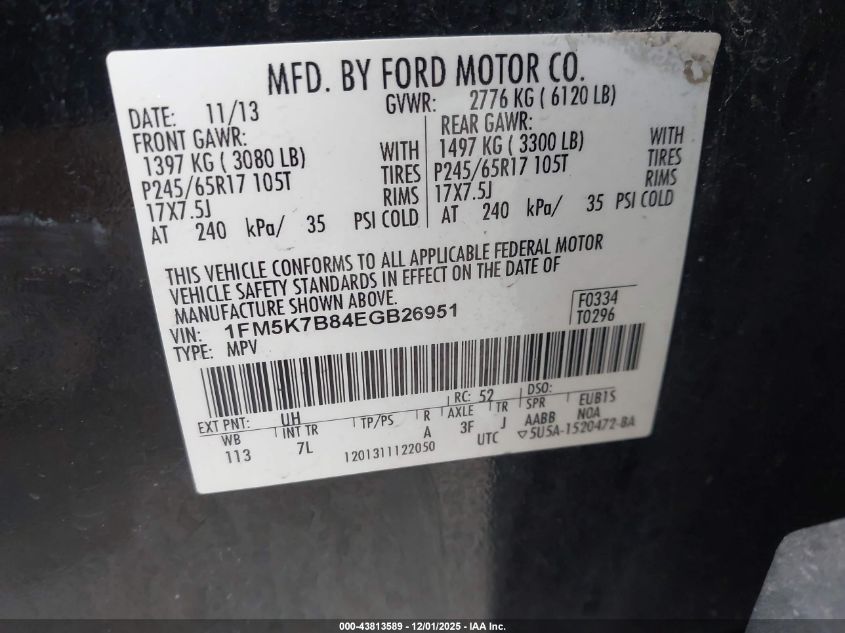 MFD. BY FORD MOTOR CO.
DATE: 11/13 GVWR: 2776 KG ( 6120 LB)
FRONT GAWR: REAR GAWR:
1397 KG ( 3080 LB) WITH 1497 KG ( 3300 LB) WITH
P245/65R17 105T TIRES P245/65R17 105T TIRES
17X7.5J RIMS 17X7.5J RIMS
AT 240 kPa/ 35 PSI COLD AT 240 kPa/ 35 PSI COLD
THIS VEHICLE CONFORMS TO ALL APPLICABLE FEDERAL MOTOR
VEHICLE SAFETY STANDARDS IN EFFECT ON THE DATE OF
MANUFACTURE SHOWN ABOVE.
VIN: 1FM5K7B84EGB26951 F0334
TYPE: MPV T0296
EXT PNT: UH RC: 52 DSO:
WB INT TR TP/PS R AXLE TR SPR EUB1S
113 7L A 3F J AABB NOA
1201311122050 UTC ▽5U5A-1520472-BA
000-43813589 - 12/01/2025 - IAA Inc.